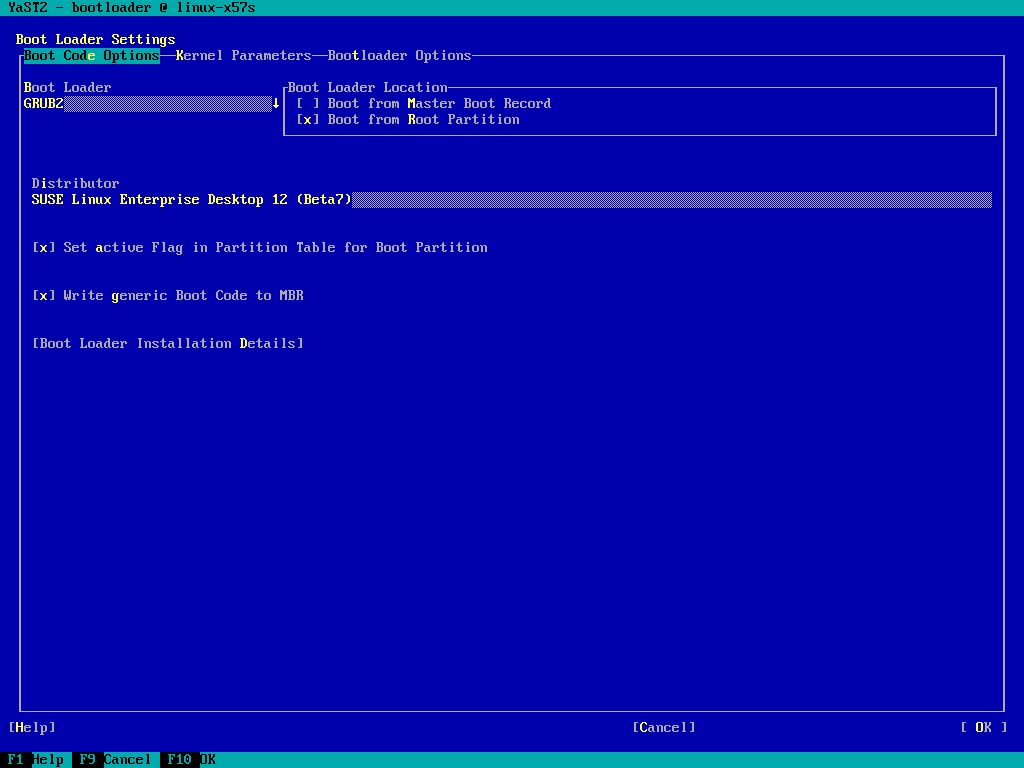 YaST2 - bootloader @ linux-x57s
Boot Loader Settings
Boot Code Options Kernel Parameters Bootloader Options
Boot Loader Boot Loader Location
GRUB2 ↓ [ ] Boot from Master Boot Record
[x] Boot from Root Partition
Distributor
SUSE Linux Enterprise Desktop 12 (Beta7)
[x] Set active Flag in Partition Table for Boot Partition
[x] Write generic Boot Code to MBR
[Boot Loader Installation Details]
[Help] [Cancel] [ OK ]
F1 Help F9 Cancel F10 OK